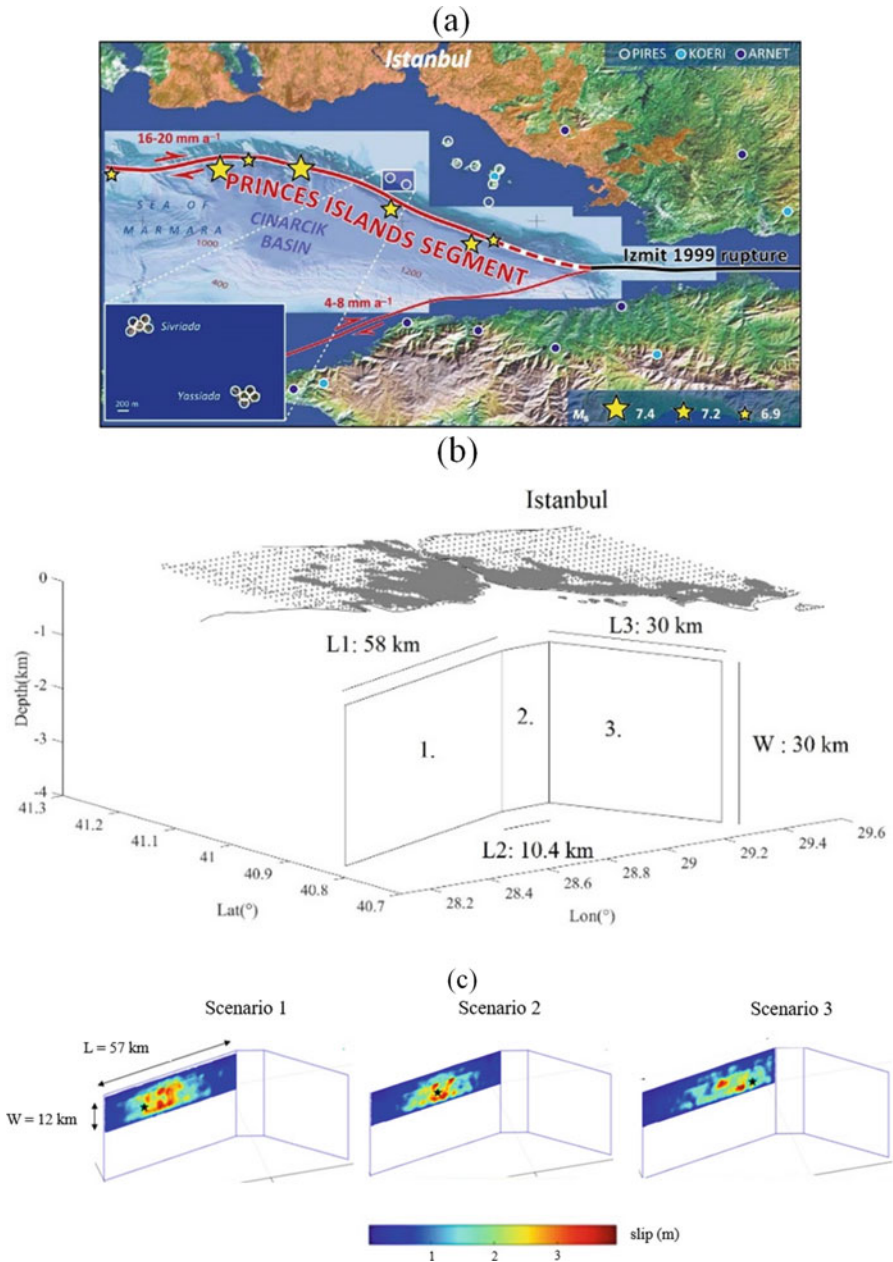 (a)
Istanbul
PIRES KOERI ARNET
16-20 mm a⁻¹
PRINCES ISLANDS SEGMENT
SEA OF
MARMARA
CINARCIK
BASIN
1000
400
1200
Izmit 1999 rupture
4-8 mm a⁻¹
Sivriada
Yassiada
200 m
Ms 7.4 7.2 6.9
(b)
Istanbul
L1: 58 km
L3: 30 km
W : 30 km
L2: 10.4 km
1.
2.
3.
Depth(km)
0
-1
-2
-3
-4
41.3
41.2
41.1
41
40.9
40.8
40.7
Lat(°)
28.2
28.4
28.6
28.8
29
29.2
29.4
29.6
Lon(°)
(c)
Scenario 1
Scenario 2
Scenario 3
L = 57 km
W = 12 km
slip (m)
1 2 3